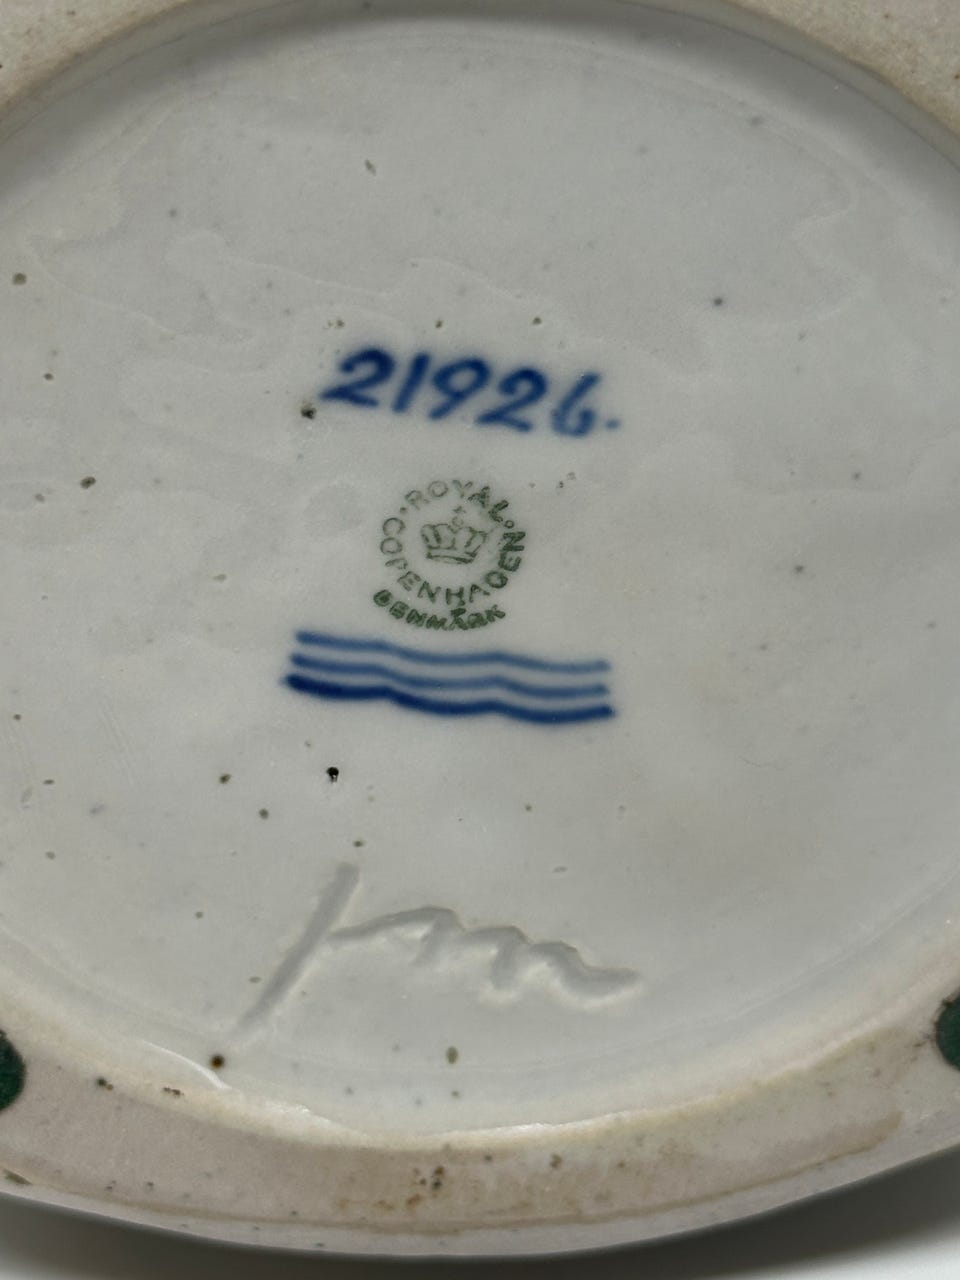 21926.
ROYAL
COPENHAGEN
DENMARK